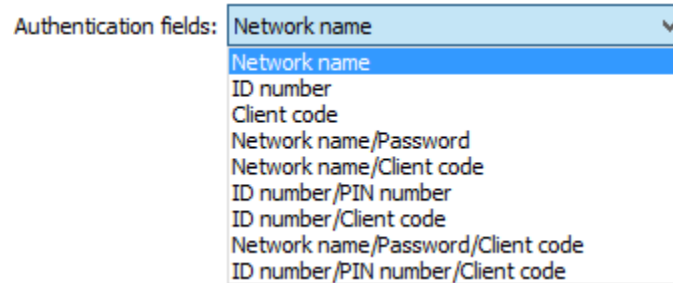 Authentication fields: Network name
Network name
ID number
Client code
Network name/Password
Network name/Client code
ID number/PIN number
ID number/Client code
Network name/Password/Client code
ID number/PIN number/Client code